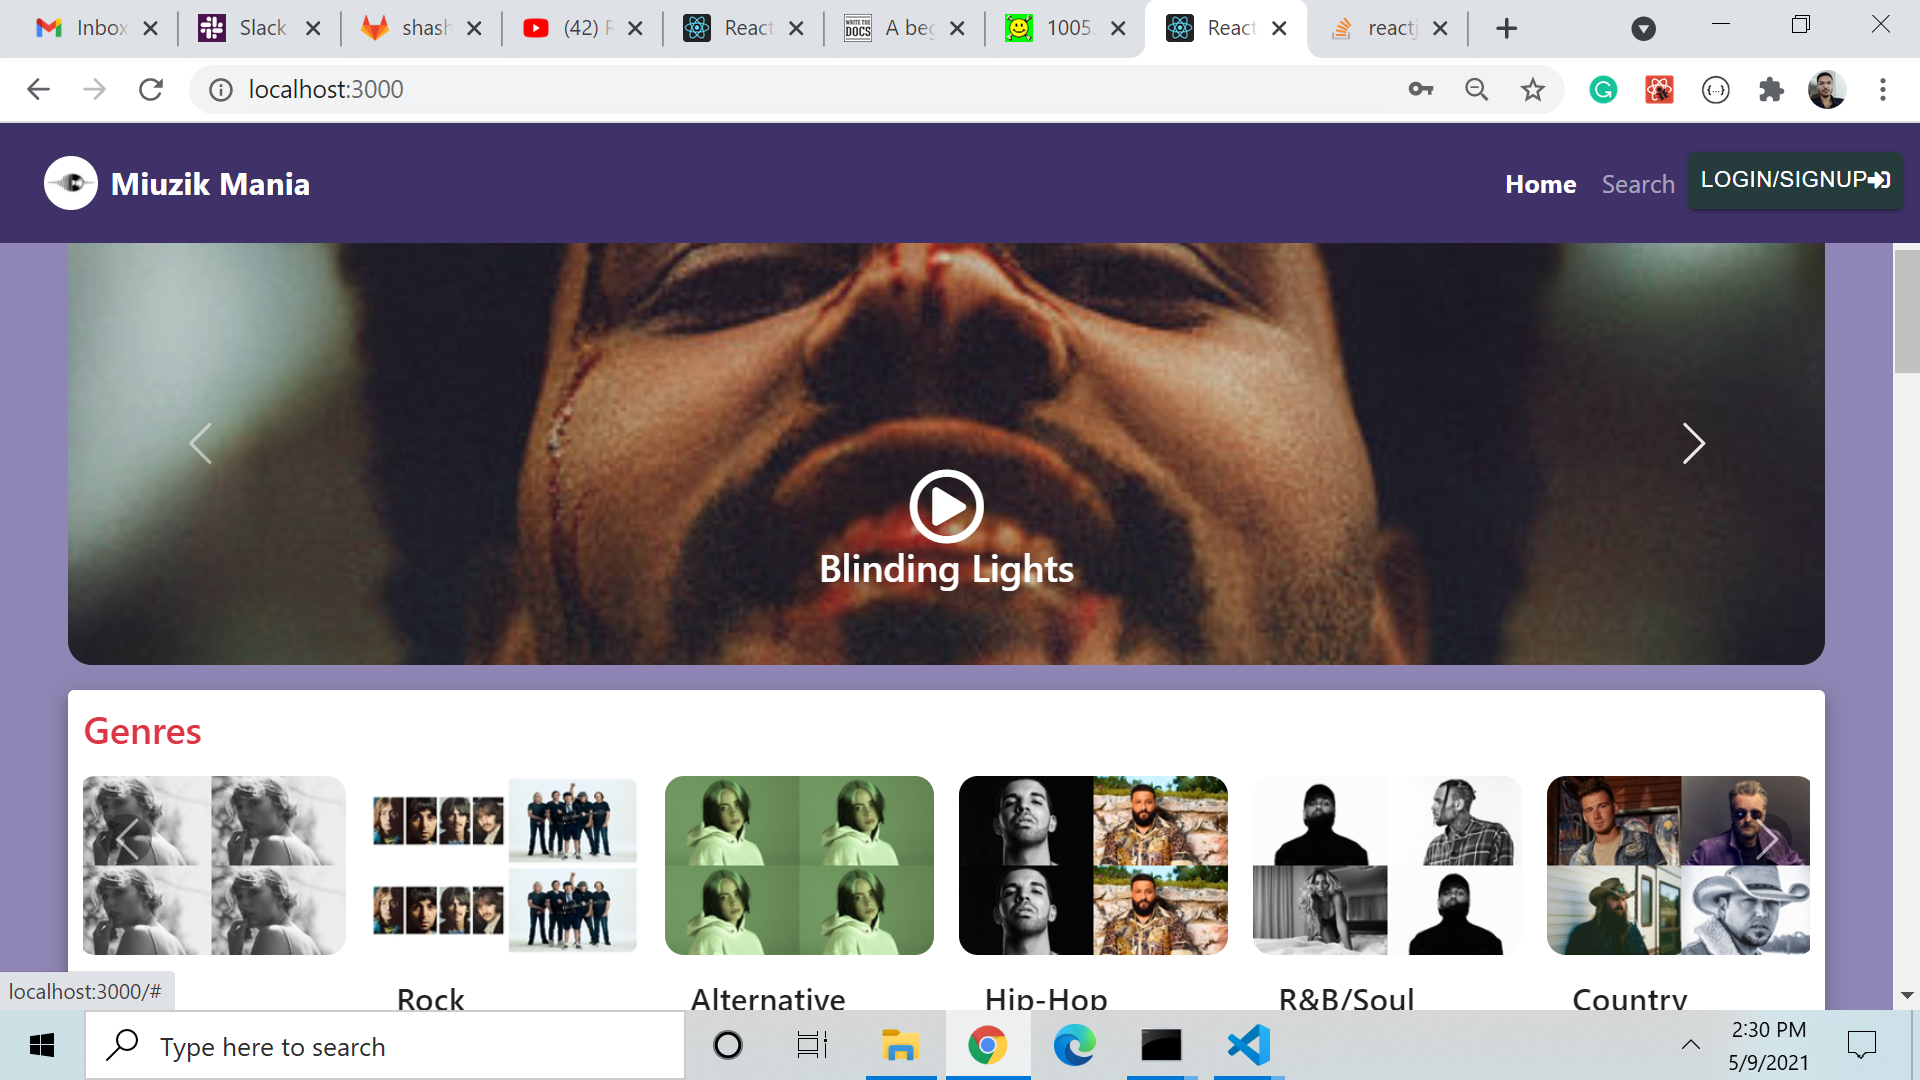 Inbox
Slack
shash
(42) F
React
A beg
1005.
React
reactj
localhost:3000
Miuzik Mania
Home
Search
LOGIN/SIGNUP
Blinding Lights
Genres
Rock
Alternative
Hip-Hop
R&B/Soul
Country
localhost:3000/#
Type here to search
2:30 PM
5/9/2021